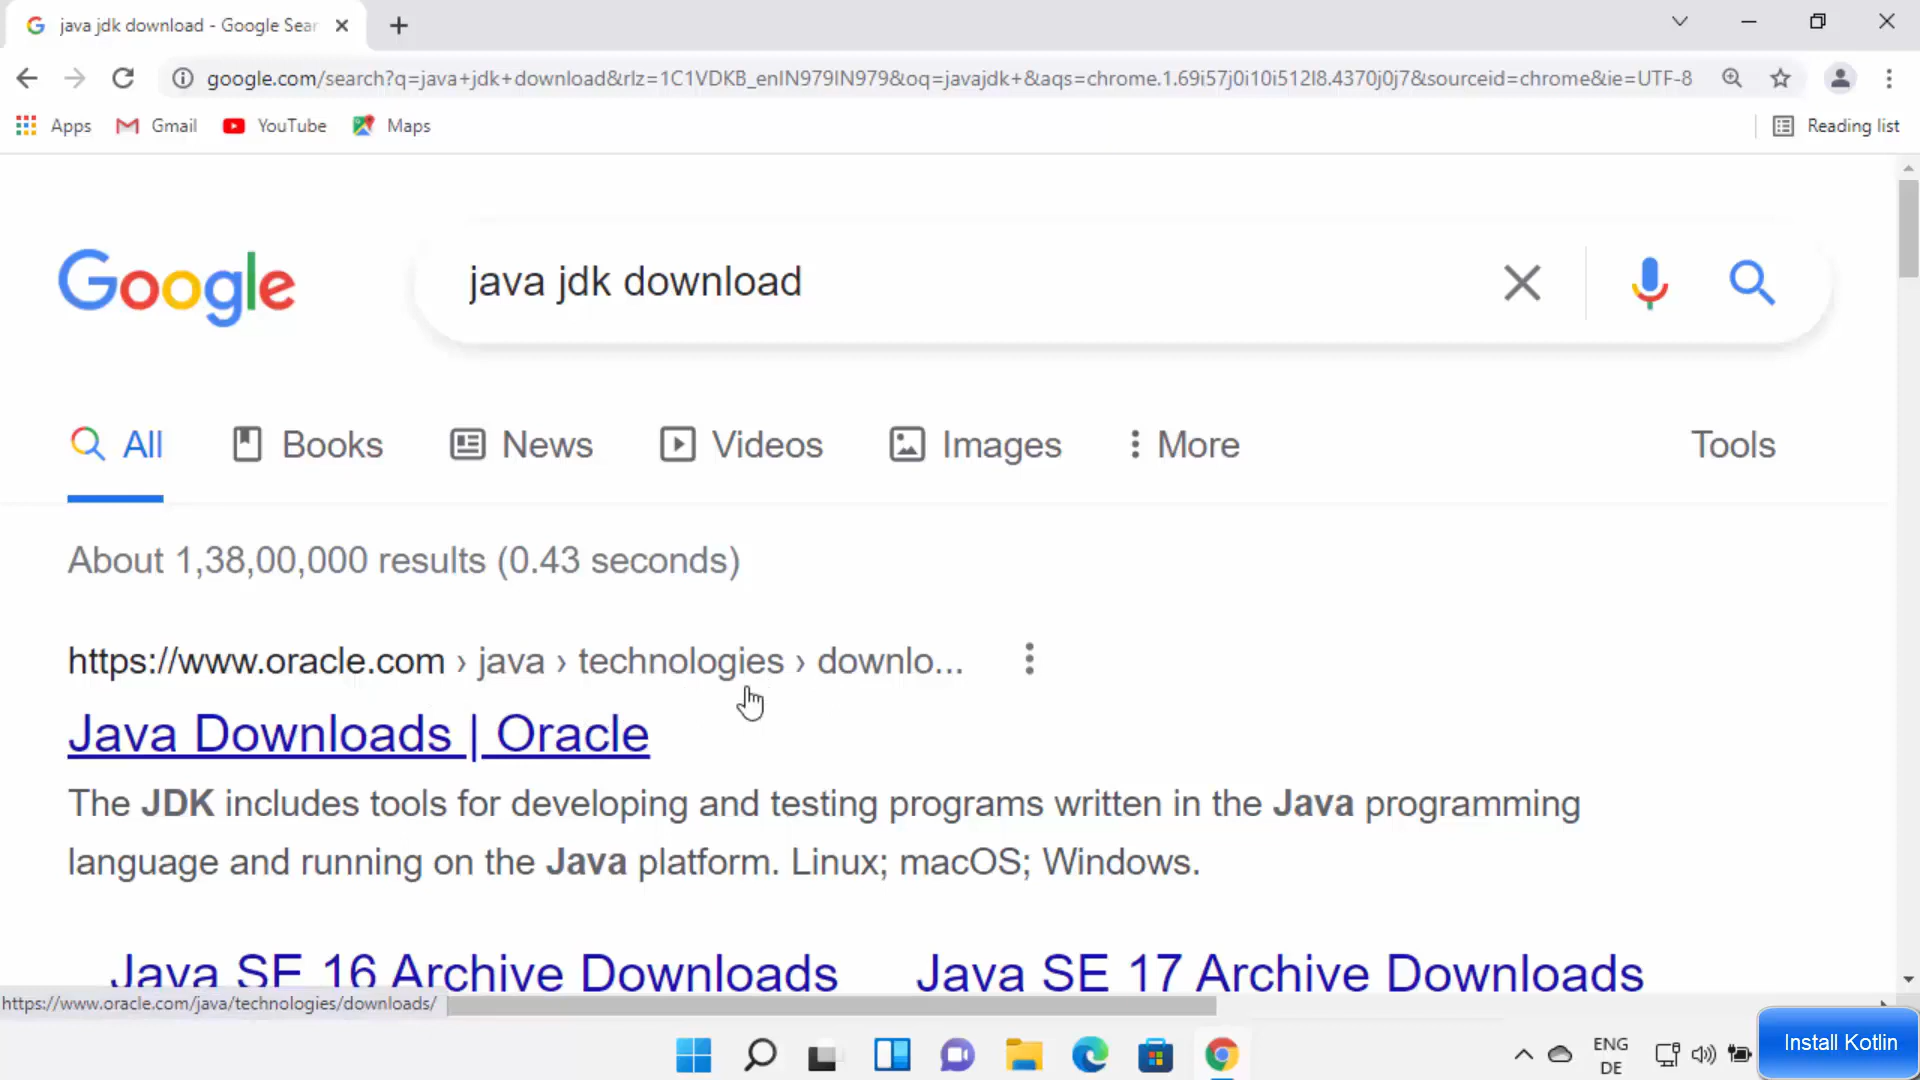 java jdk download - Google Sear
google.com/search?q=java+jdk+download&rlz=1C1VDKB_enIN979IN979&oq=javajdk+&aqs=chrome.1.69i57j0i10i512l8.4370j0j7&sourceid=chrome&ie=UTF-8
Apps Gmail YouTube Maps Reading list
Google java jdk download
All Books News Videos Images More Tools
About 1,38,00,000 results (0.43 seconds)
https://www.oracle.com › java › technologies › downlo...
Java Downloads | Oracle
The JDK includes tools for developing and testing programs written in the Java programming
language and running on the Java platform. Linux; macOS; Windows.
Java SE 16 Archive Downloads Java SE 17 Archive Downloads
https://www.oracle.com/java/technologies/downloads/
ENG
DE
Install Kotlin